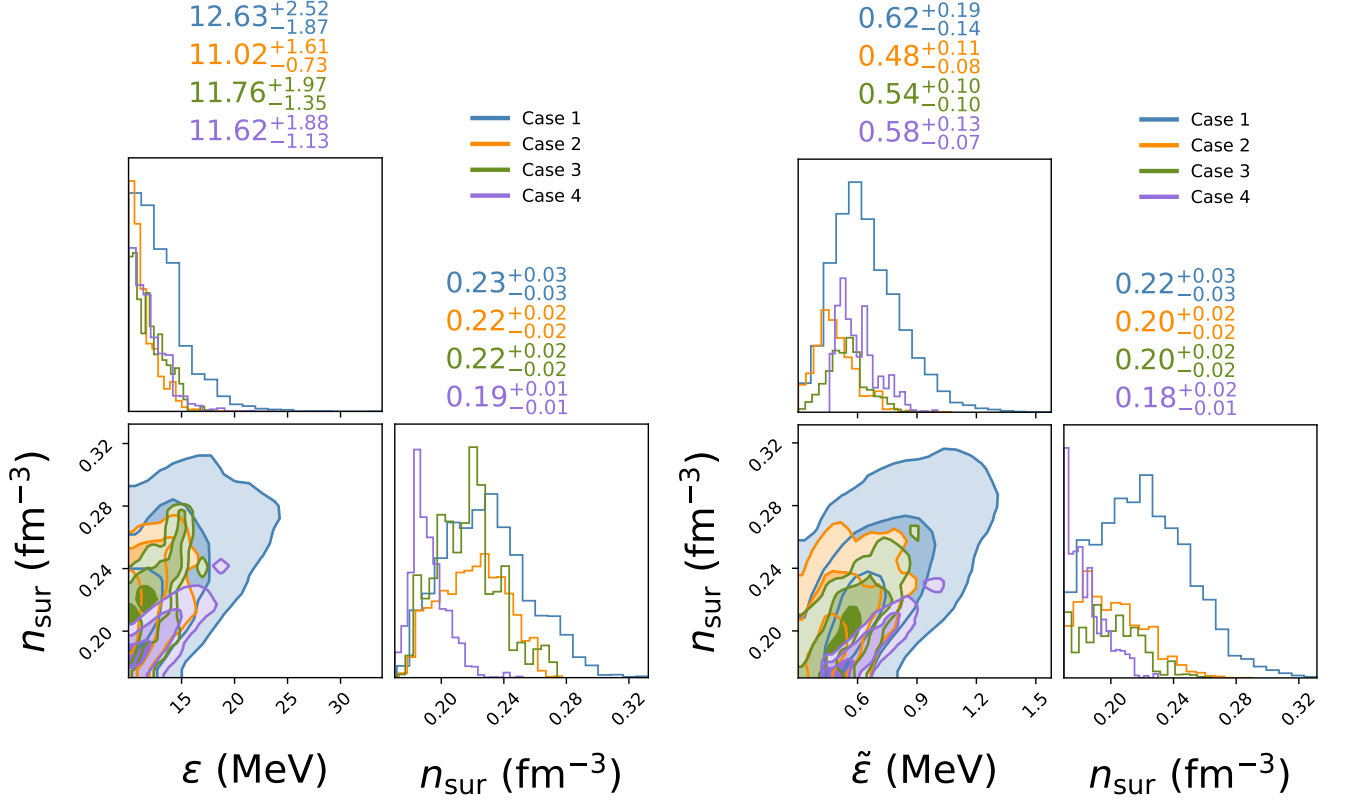 12.63 +2.52 −1.87
11.02 +1.61 −0.73
11.76 +1.97 −1.35
11.62 +1.88 −1.13
Case 1
Case 2
Case 3
Case 4
0.23 +0.03 −0.03
0.22 +0.02 −0.02
0.22 +0.02 −0.02
0.19 +0.01 −0.01
n_sur (fm⁻³)
0.32
0.28
0.24
0.20
15
20
25
30
ε (MeV)
0.20
0.24
0.28
0.32
n_sur (fm⁻³)
0.62 +0.19 −0.14
0.48 +0.11 −0.08
0.54 +0.10 −0.10
0.58 +0.13 −0.07
Case 1
Case 2
Case 3
Case 4
0.22 +0.03 −0.03
0.20 +0.02 −0.02
0.20 +0.02 −0.02
0.18 +0.02 −0.01
n_sur (fm⁻³)
0.32
0.28
0.24
0.20
0.6
0.9
1.2
1.5
ε̃ (MeV)
0.20
0.24
0.28
0.32
n_sur (fm⁻³)